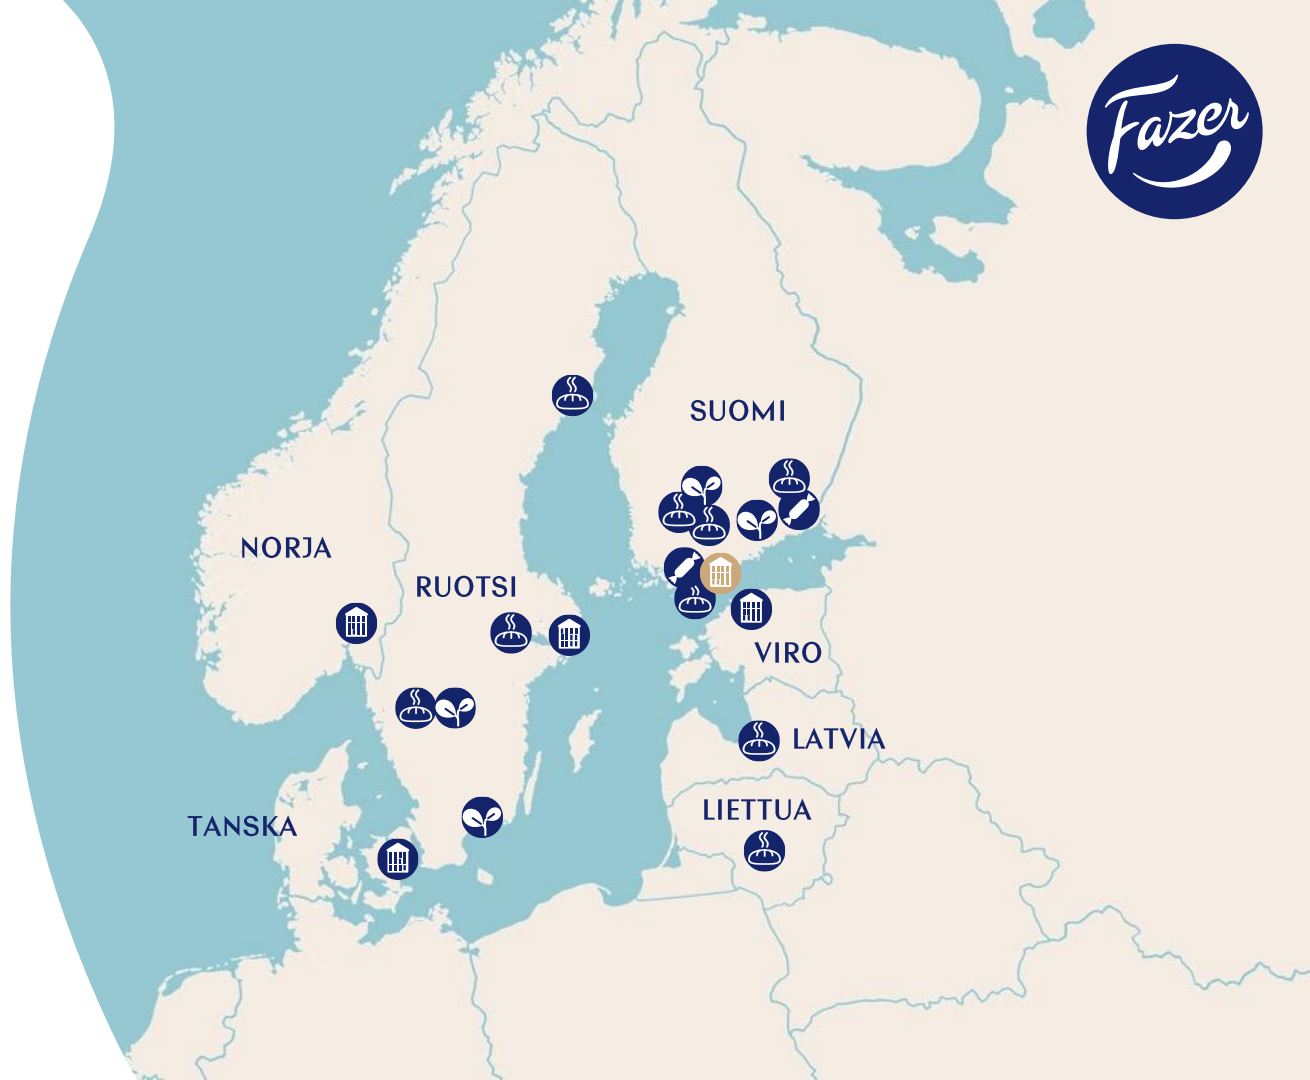 Fazer
SUOMI
NORJA
RUOTSI
VIRO
LATVIA
LIETTUA
TANSKA